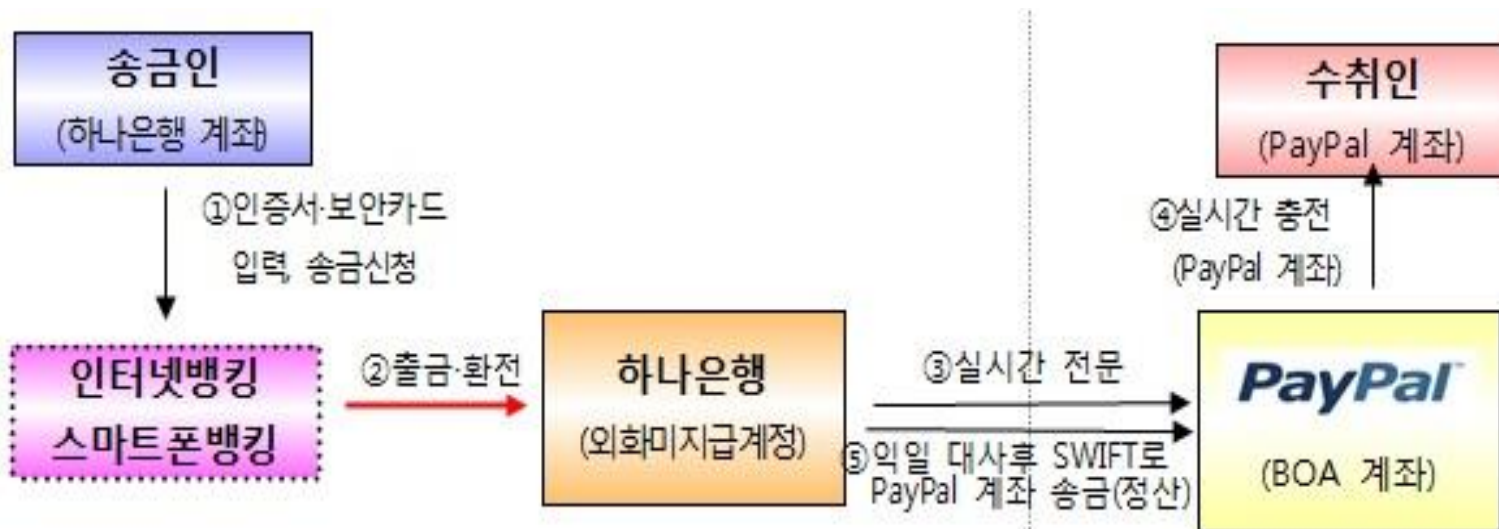 송금인
(하나은행 계좌)
수취인
(PayPal 계좌)
①인증서·보안카드
입력, 송금신청
④실시간 충전
(PayPal 계좌)
인터넷뱅킹
스마트폰뱅킹
②출금·환전
하나은행
(외화미지급계정)
③실시간 전문
⑤익일 대사후 SWIFT로
PayPal 계좌 송금(정산)
PayPal™
(BOA 계좌)